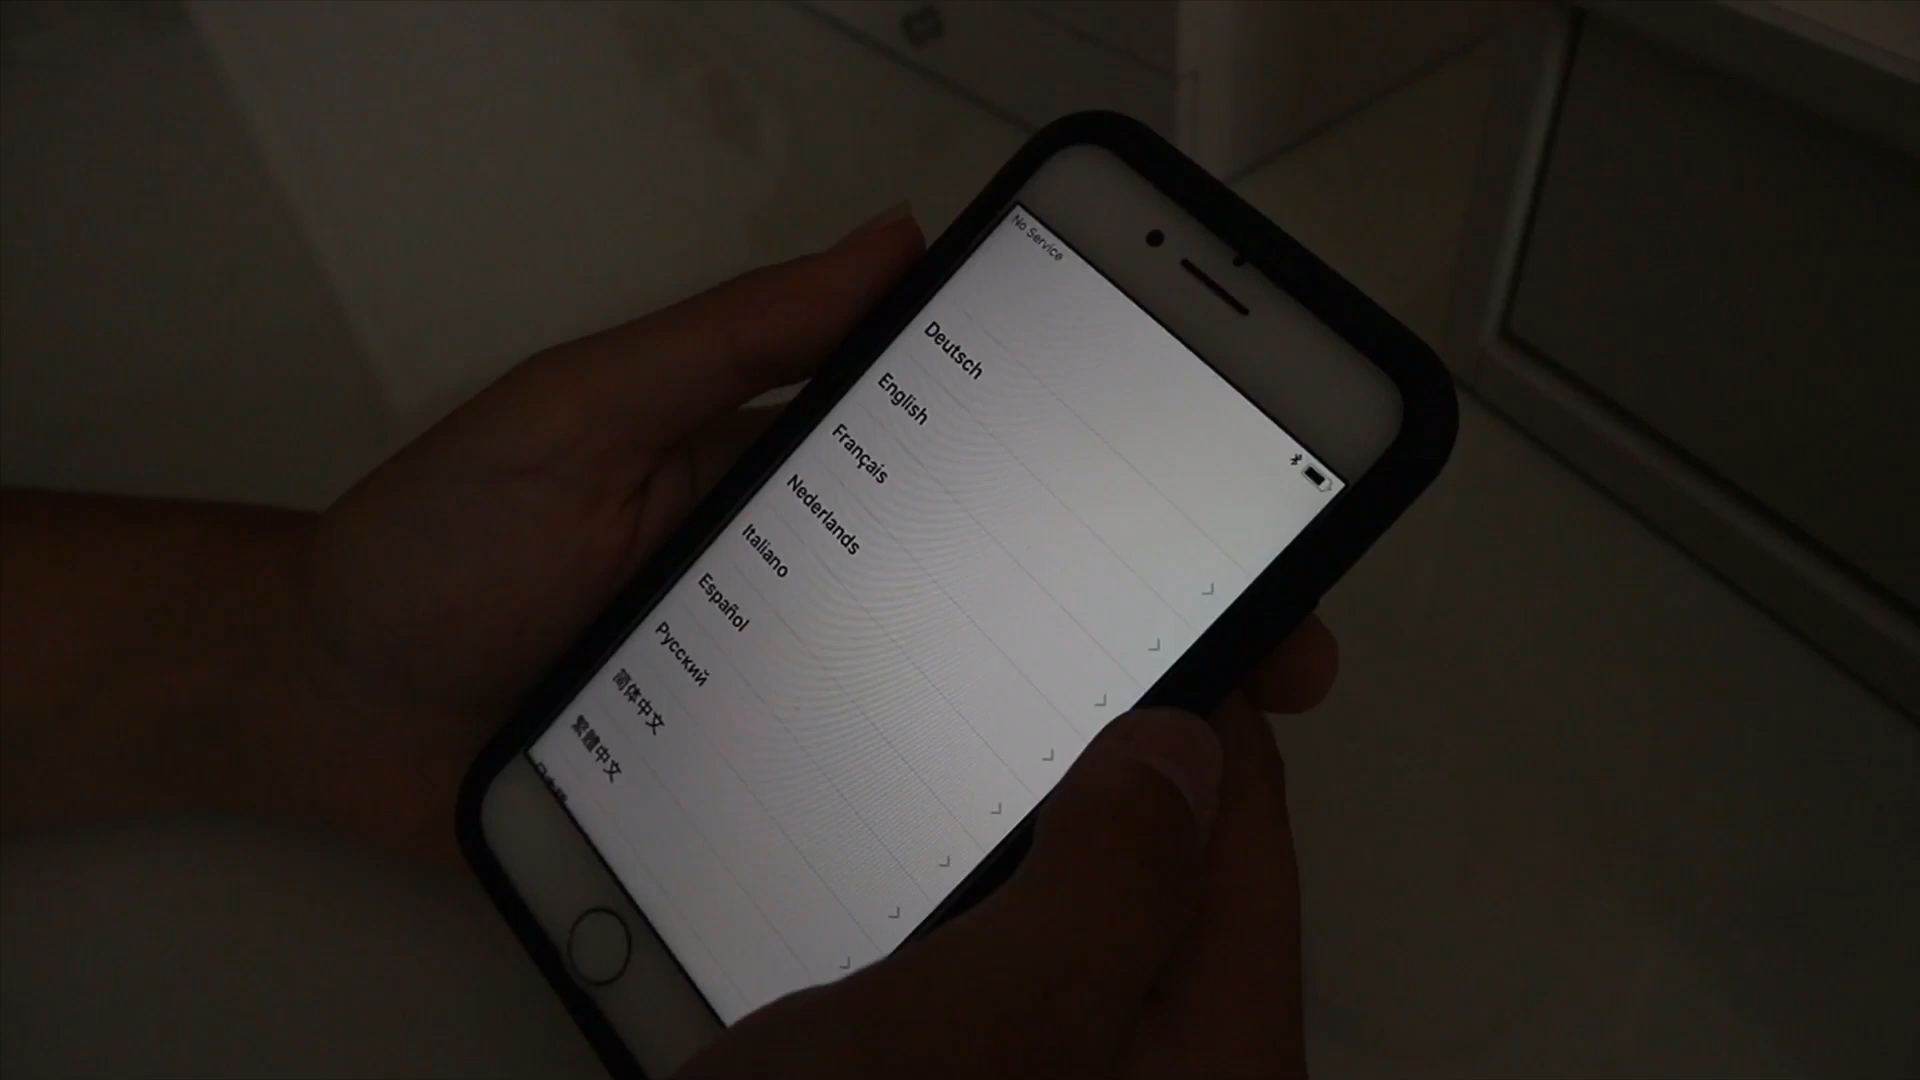 No Service
Deutsch
English
Français
Nederlands
Italiano
Español
Русский
简体中文
繁體中文